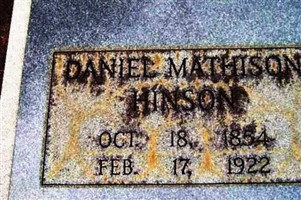 DANIEL MATHISON
HINSON
OCT. 18, 1854
FEB. 17, 1922